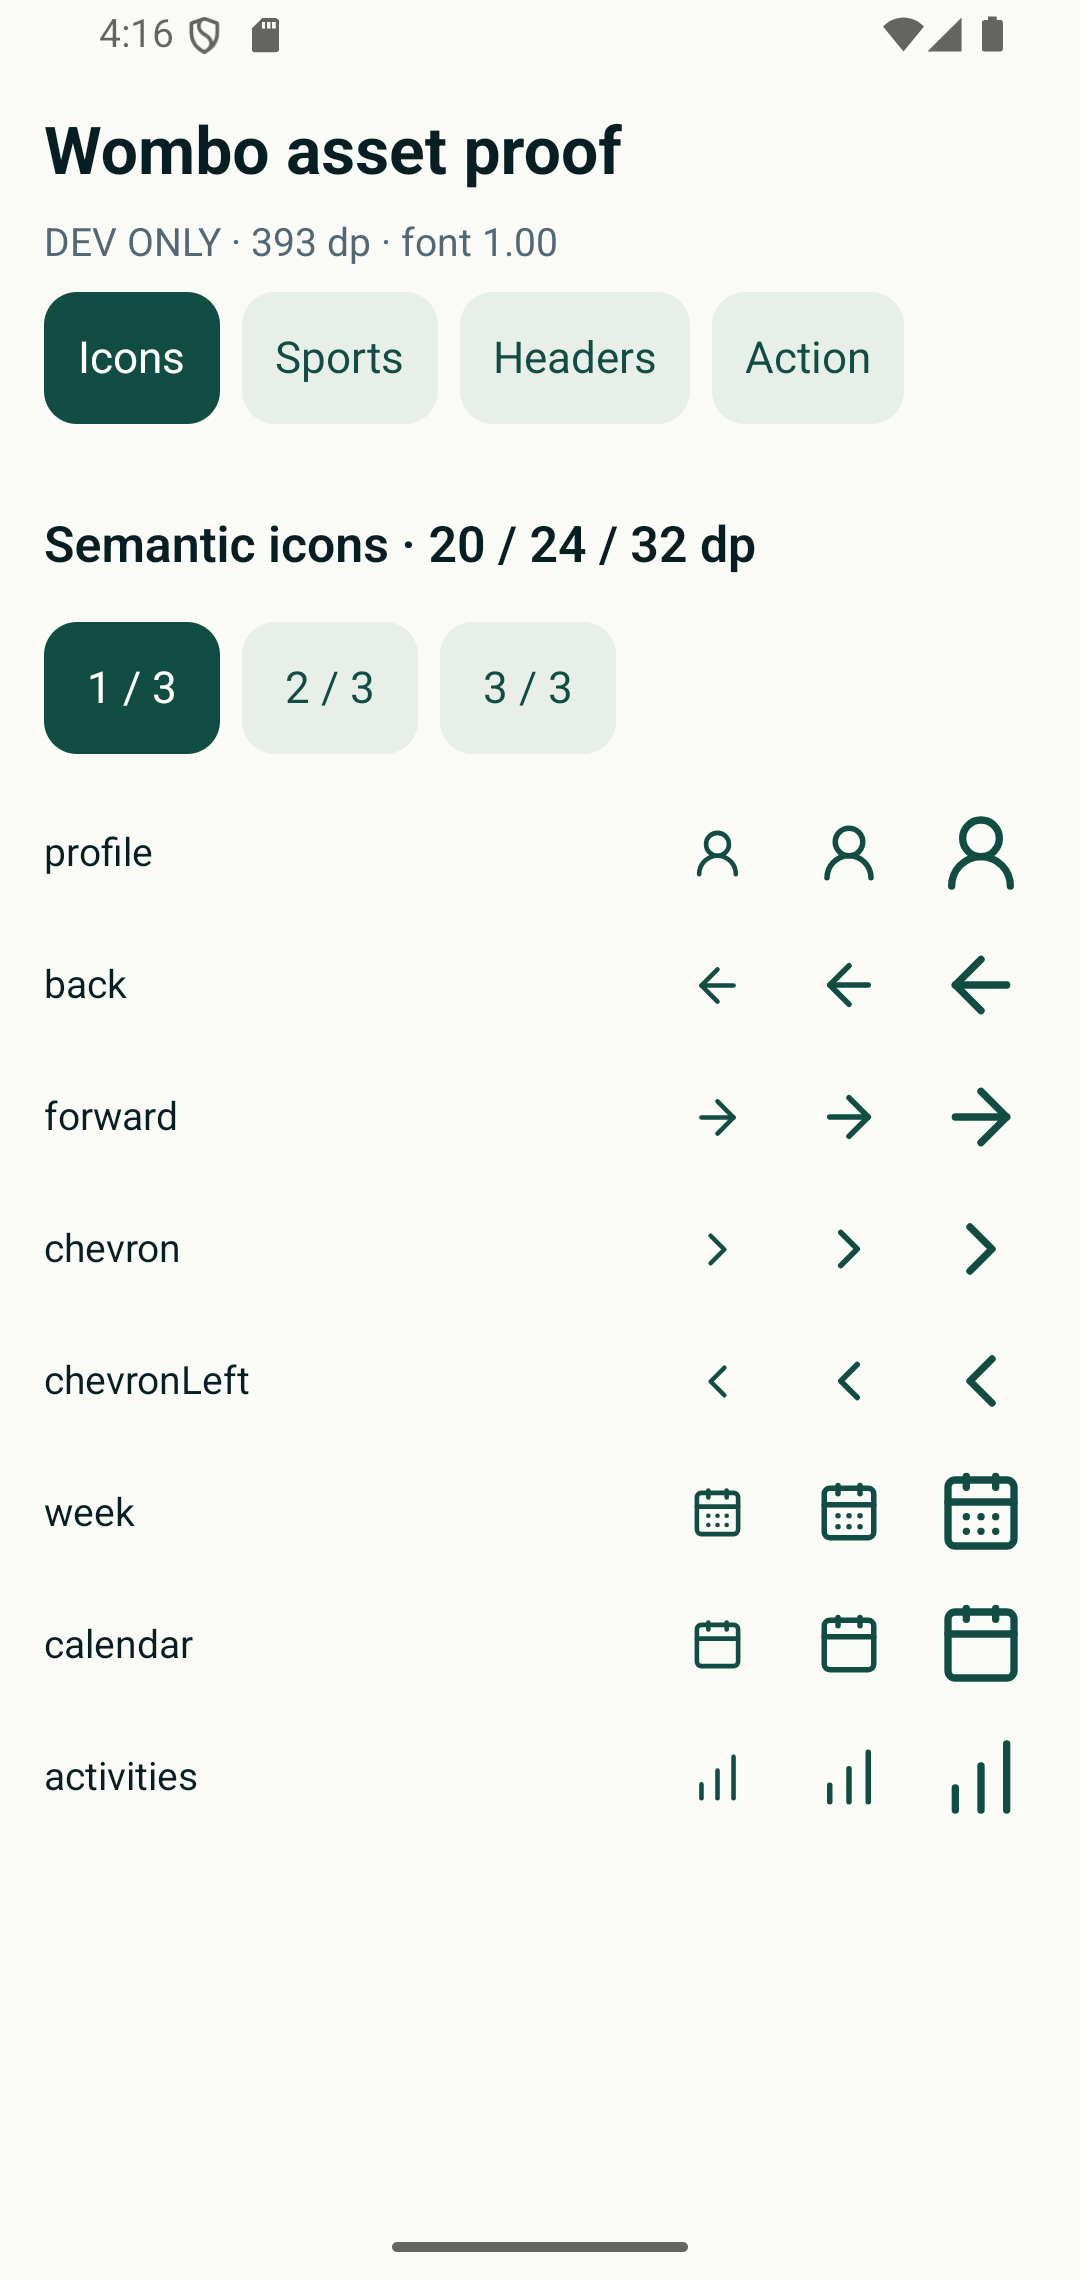 4:16
Wombo asset proof
DEV ONLY · 393 dp · font 1.00
Icons Sports Headers Action
Semantic icons · 20 / 24 / 32 dp
1 / 3 2 / 3 3 / 3
profile
back
forward
chevron
chevronLeft
week
calendar
activities